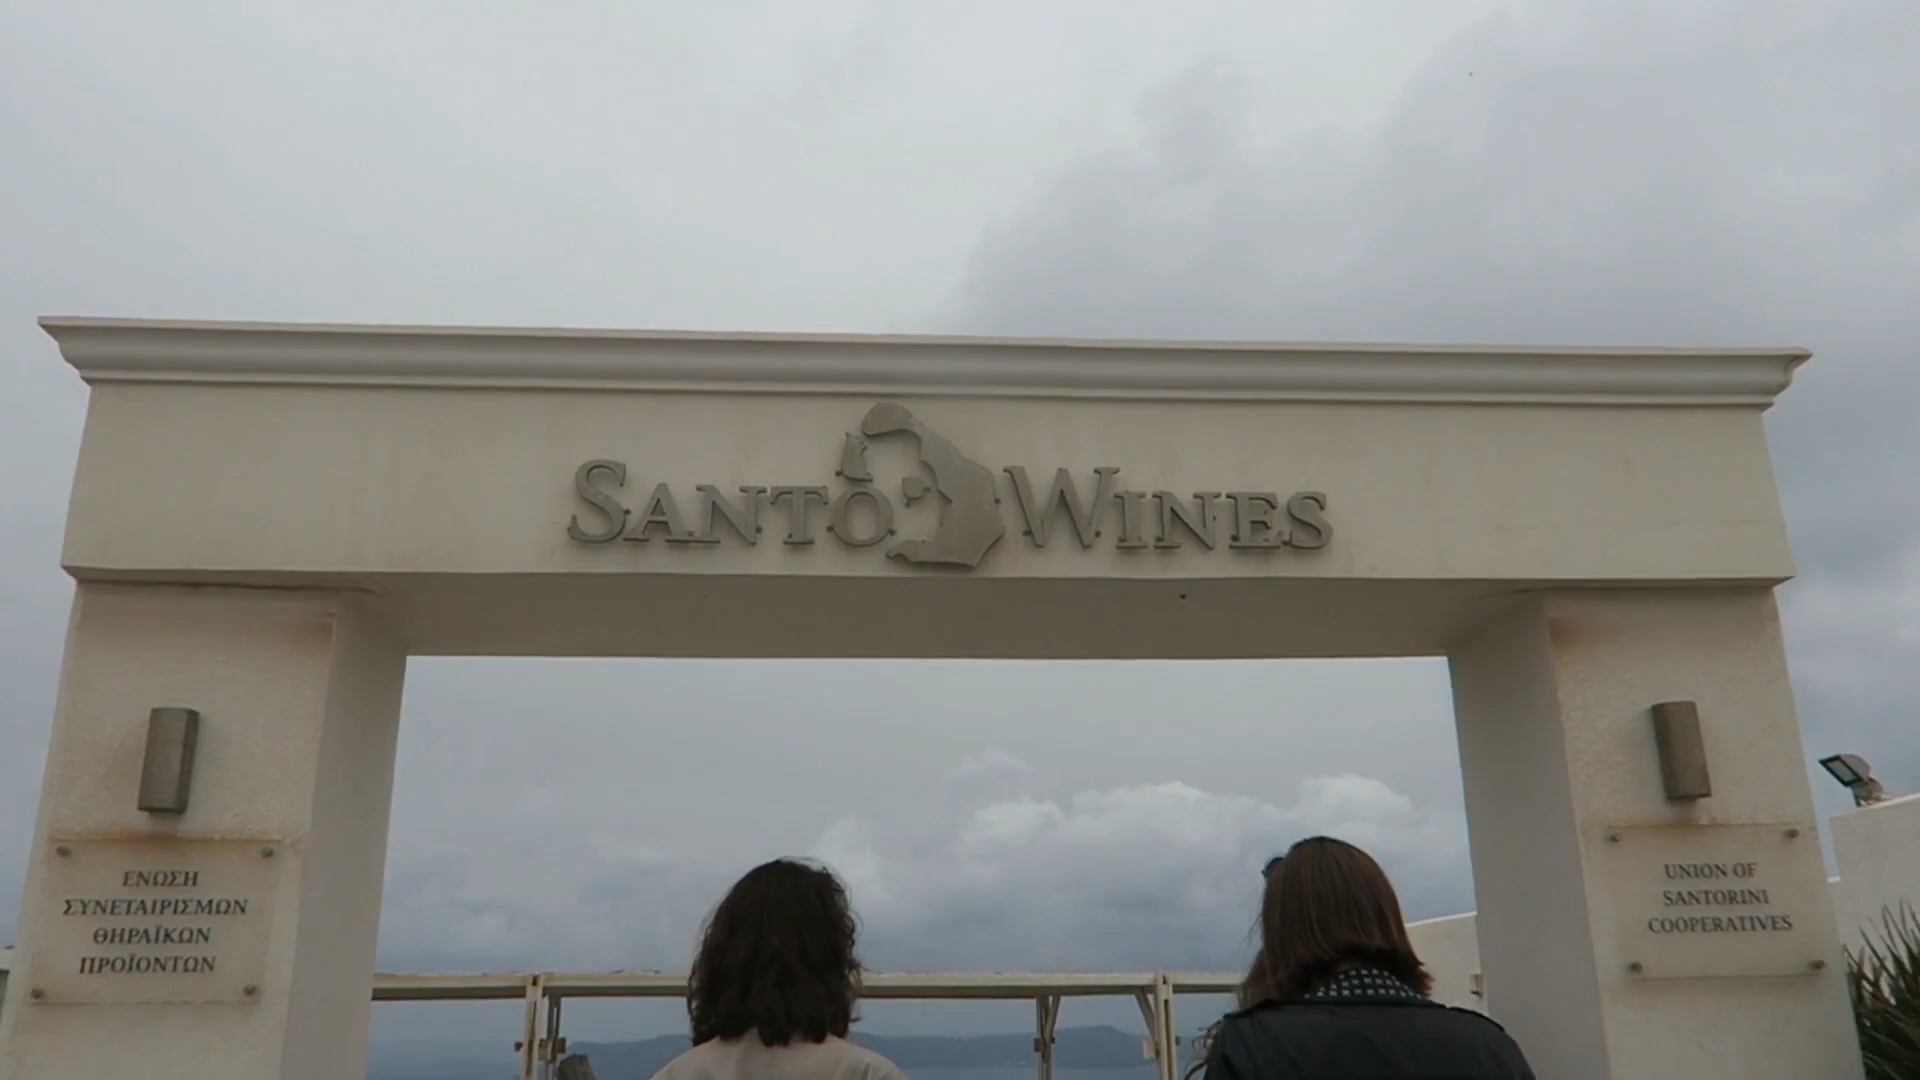 SANTO WINES
ΕΝΩΣΗ
ΣΥΝΕΤΑΙΡΙΣΜΩΝ
ΘΗΡΑΪΚΩΝ
ΠΡΟΪΟΝΤΩΝ
UNION OF
SANTORINI
COOPERATIVES